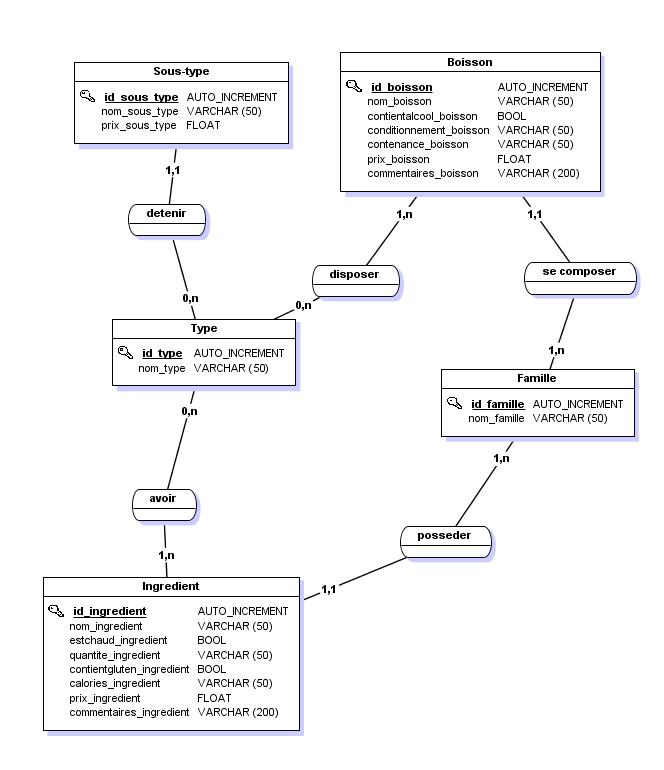 Sous-type
id_sous_type AUTO_INCREMENT
nom_sous_type VARCHAR (50)
prix_sous_type FLOAT
Boisson
id_boisson AUTO_INCREMENT
nom_boisson VARCHAR (50)
contientalcool_boisson BOOL
conditionnement_boisson VARCHAR (50)
contenance_boisson VARCHAR (50)
prix_boisson FLOAT
commentaires_boisson VARCHAR (200)
1,1
1,n
1,1
detenir
disposer
se composer
0,n
0,n
1,n
Type
id_type AUTO_INCREMENT
nom_type VARCHAR (50)
Famille
id_famille AUTO_INCREMENT
nom_famille VARCHAR (50)
0,n
1,n
avoir
posseder
1,n
1,1
Ingredient
id_ingredient AUTO_INCREMENT
nom_ingredient VARCHAR (50)
estchaud_ingredient BOOL
quantite_ingredient VARCHAR (50)
contientgluten_ingredient BOOL
calories_ingredient VARCHAR (50)
prix_ingredient FLOAT
commentaires_ingredient VARCHAR (200)